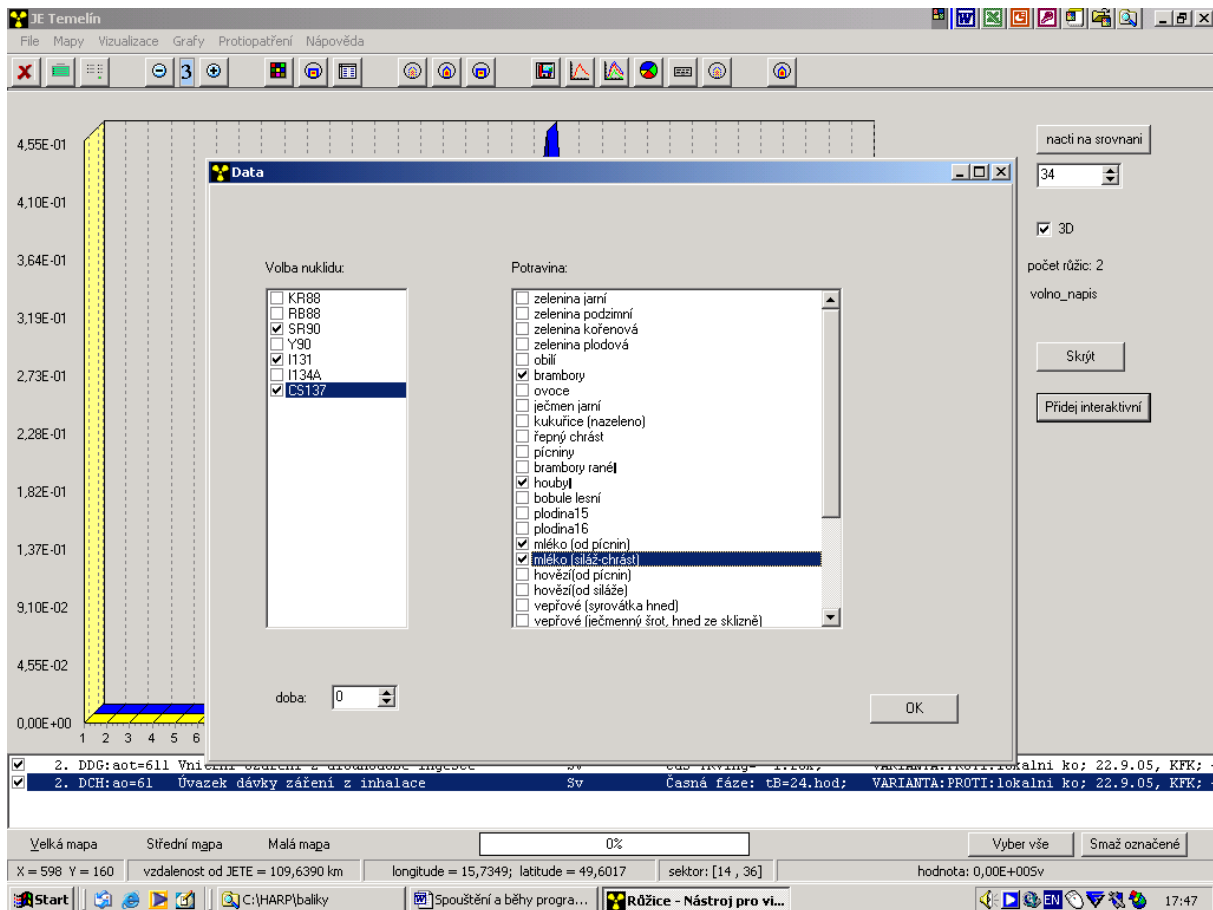 JE Temelín
File Mapy Vizualizace Grafy Protiopatření Nápověda
3
4,55E-01
4,10E-01
3,64E-01
3,19E-01
2,73E-01
2,28E-01
1,82E-01
1,37E-01
9,10E-02
4,55E-02
0,00E+00
1 2 3 4 5 6
nacti na srovnani
34
3D
počet růžic: 2
volno_napis
Skrýt
Přidej interaktivní
Data
Volba nuklidu:
KR88
RB88
SR90
Y90
I131
I134A
CS137
Potravina:
zelenina jarní
zelenina podzimní
zelenina kořenová
zelenina plodová
obilí
brambory
ovoce
ječmen jarní
kukuřice (nazeleno)
řepný chrást
pícniny
brambory rané
houby
bobule lesní
plodina15
plodina16
mléko (od pícnin)
mléko (siláž-chrást)
hovězí(od pícnin)
hovězí(od siláže)
vepřové (syrovátka hned)
vepřové (ječmenný šrot, hned ze sklizně)
doba: 0
OK
2. DDG:aot=611
2. DCH:ao=61 Úvazek dávky záření z inhalace Sv Časná fáze: tB=24.hod; VARIANTA:PROTI:lokalni ko; 22.9.05, KFK;
Velká mapa Střední mapa Malá mapa 0% Vyber vše Smaž označené
X = 598 Y = 160 vzdalenost od JETE = 109,6390 km longitude = 15,7349; latitude = 49,6017 sektor: [14 , 36] hodnota: 0,00E+00Sv
Start C:\HARP\baliky Spouštění a běhy progra... Růžice - Nástroj pro vi... EN 17:47